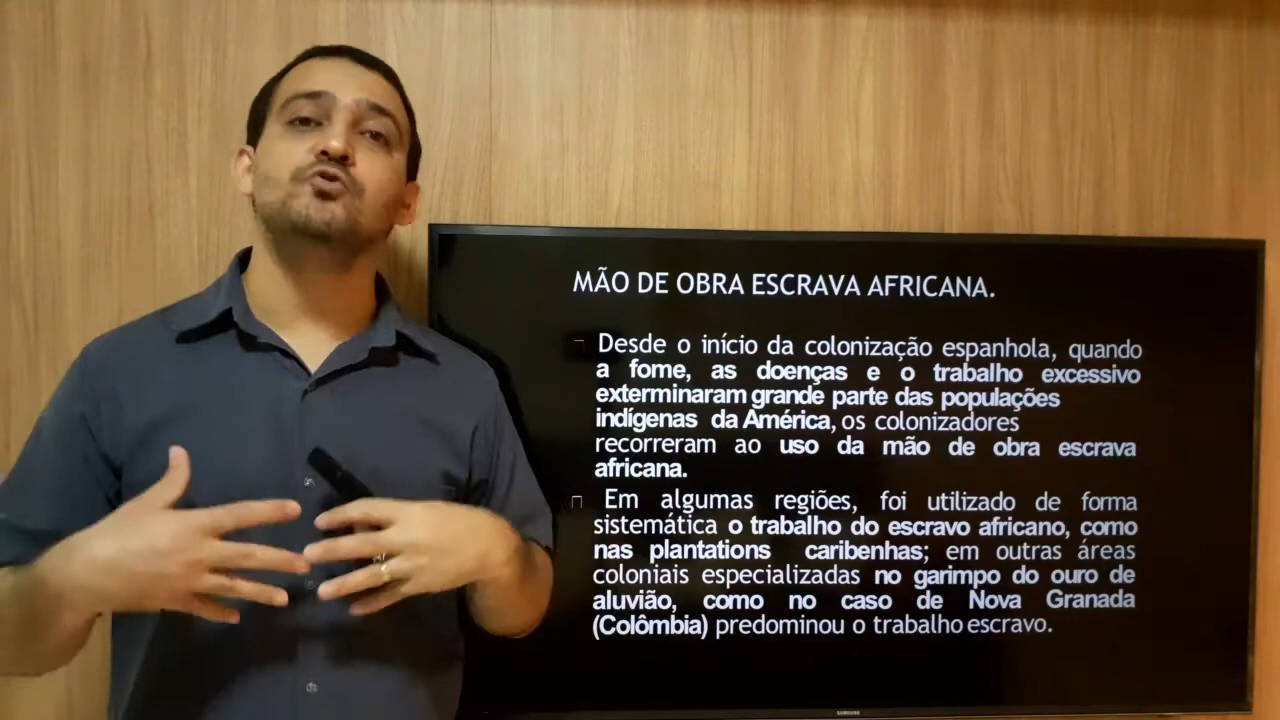 MÃO DE OBRA ESCRAVA AFRICANA.
Desde o início da colonização espanhola, quando
a fome, as doenças e o trabalho excessivo
exterminaram grande parte das populações
indígenas da América, os colonizadores
recorreram ao uso da mão de obra escrava
africana.
Em algumas regiões, foi utilizado de forma
sistemática o trabalho do escravo africano, como
nas plantations caribenhas; em outras áreas
coloniais especializadas no garimpo do ouro de
aluvião, como no caso de Nova Granada
(Colômbia) predominou o trabalho escravo.
SAMSUNG